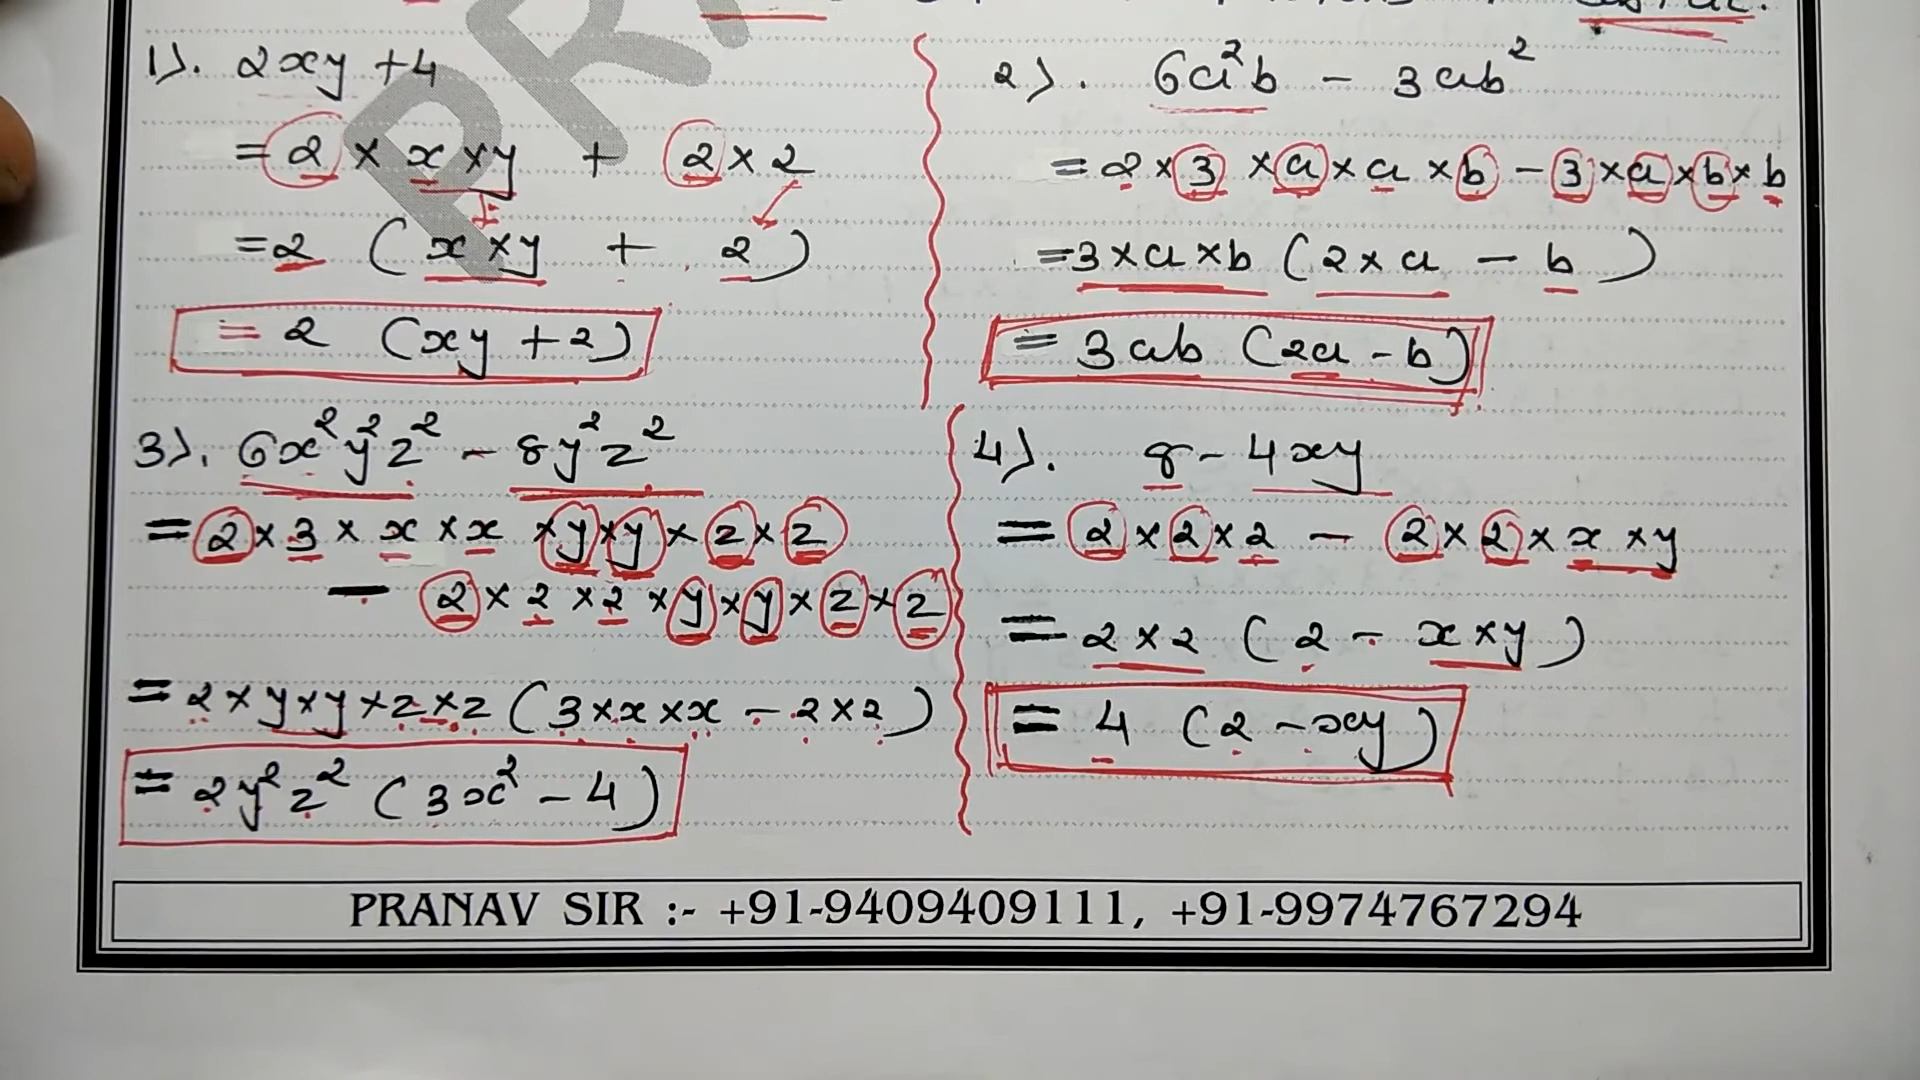 1). 2xy + 4
= 2 × x × y + 2 × 2
= 2 ( x × y + 2 )
= 2 (xy + 2)
2). 6a²b - 3ab²
= 2 × 3 × a × a × b - 3 × a × b × b
= 3 × a × b ( 2 × a - b )
= 3ab (2a - b)
3). 6x²y²z² - 8y²z²
= 2 × 3 × x × x × y × y × z × z
- 2 × 2 × 2 × y × y × z × z
= 2 × y × y × z × z ( 3 × x × x - 2 × 2 )
= 2y²z² ( 3x² - 4 )
4). 8 - 4xy
= 2 × 2 × 2 - 2 × 2 × x × y
= 2 × 2 ( 2 - x × y )
= 4 (2 - xy)
PRANAV SIR :- +91-9409409111, +91-9974767294